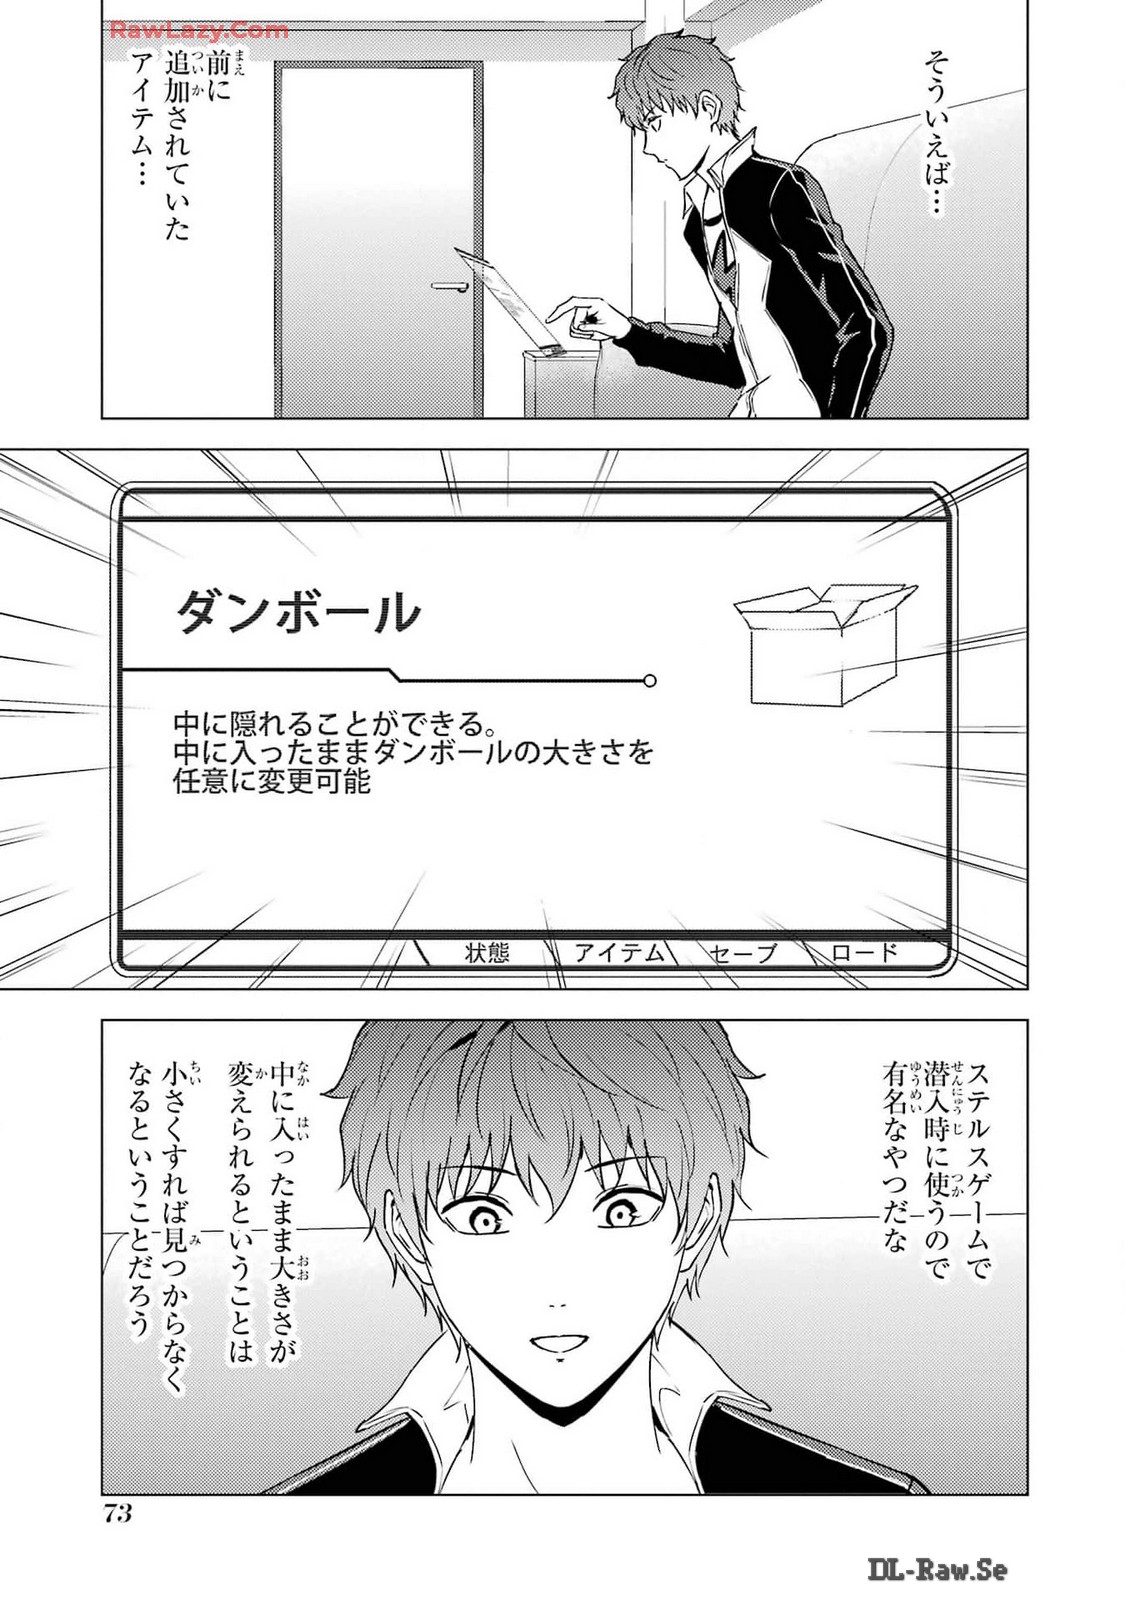 RawLazy.Com
そういえば…
前に
追加されていた
アイテム…
ダンボール
中に隠れることができる。
中に入ったままダンボールの大きさを
任意に変更可能
状態 アイテム セーブ ロード
ステルスゲームで
潜入時に使うので
有名なやつだな
中に入ったまま大きさが
変えられるということは
小さくすれば見つからなく
なるということだろう
73
DL-Raw.Se